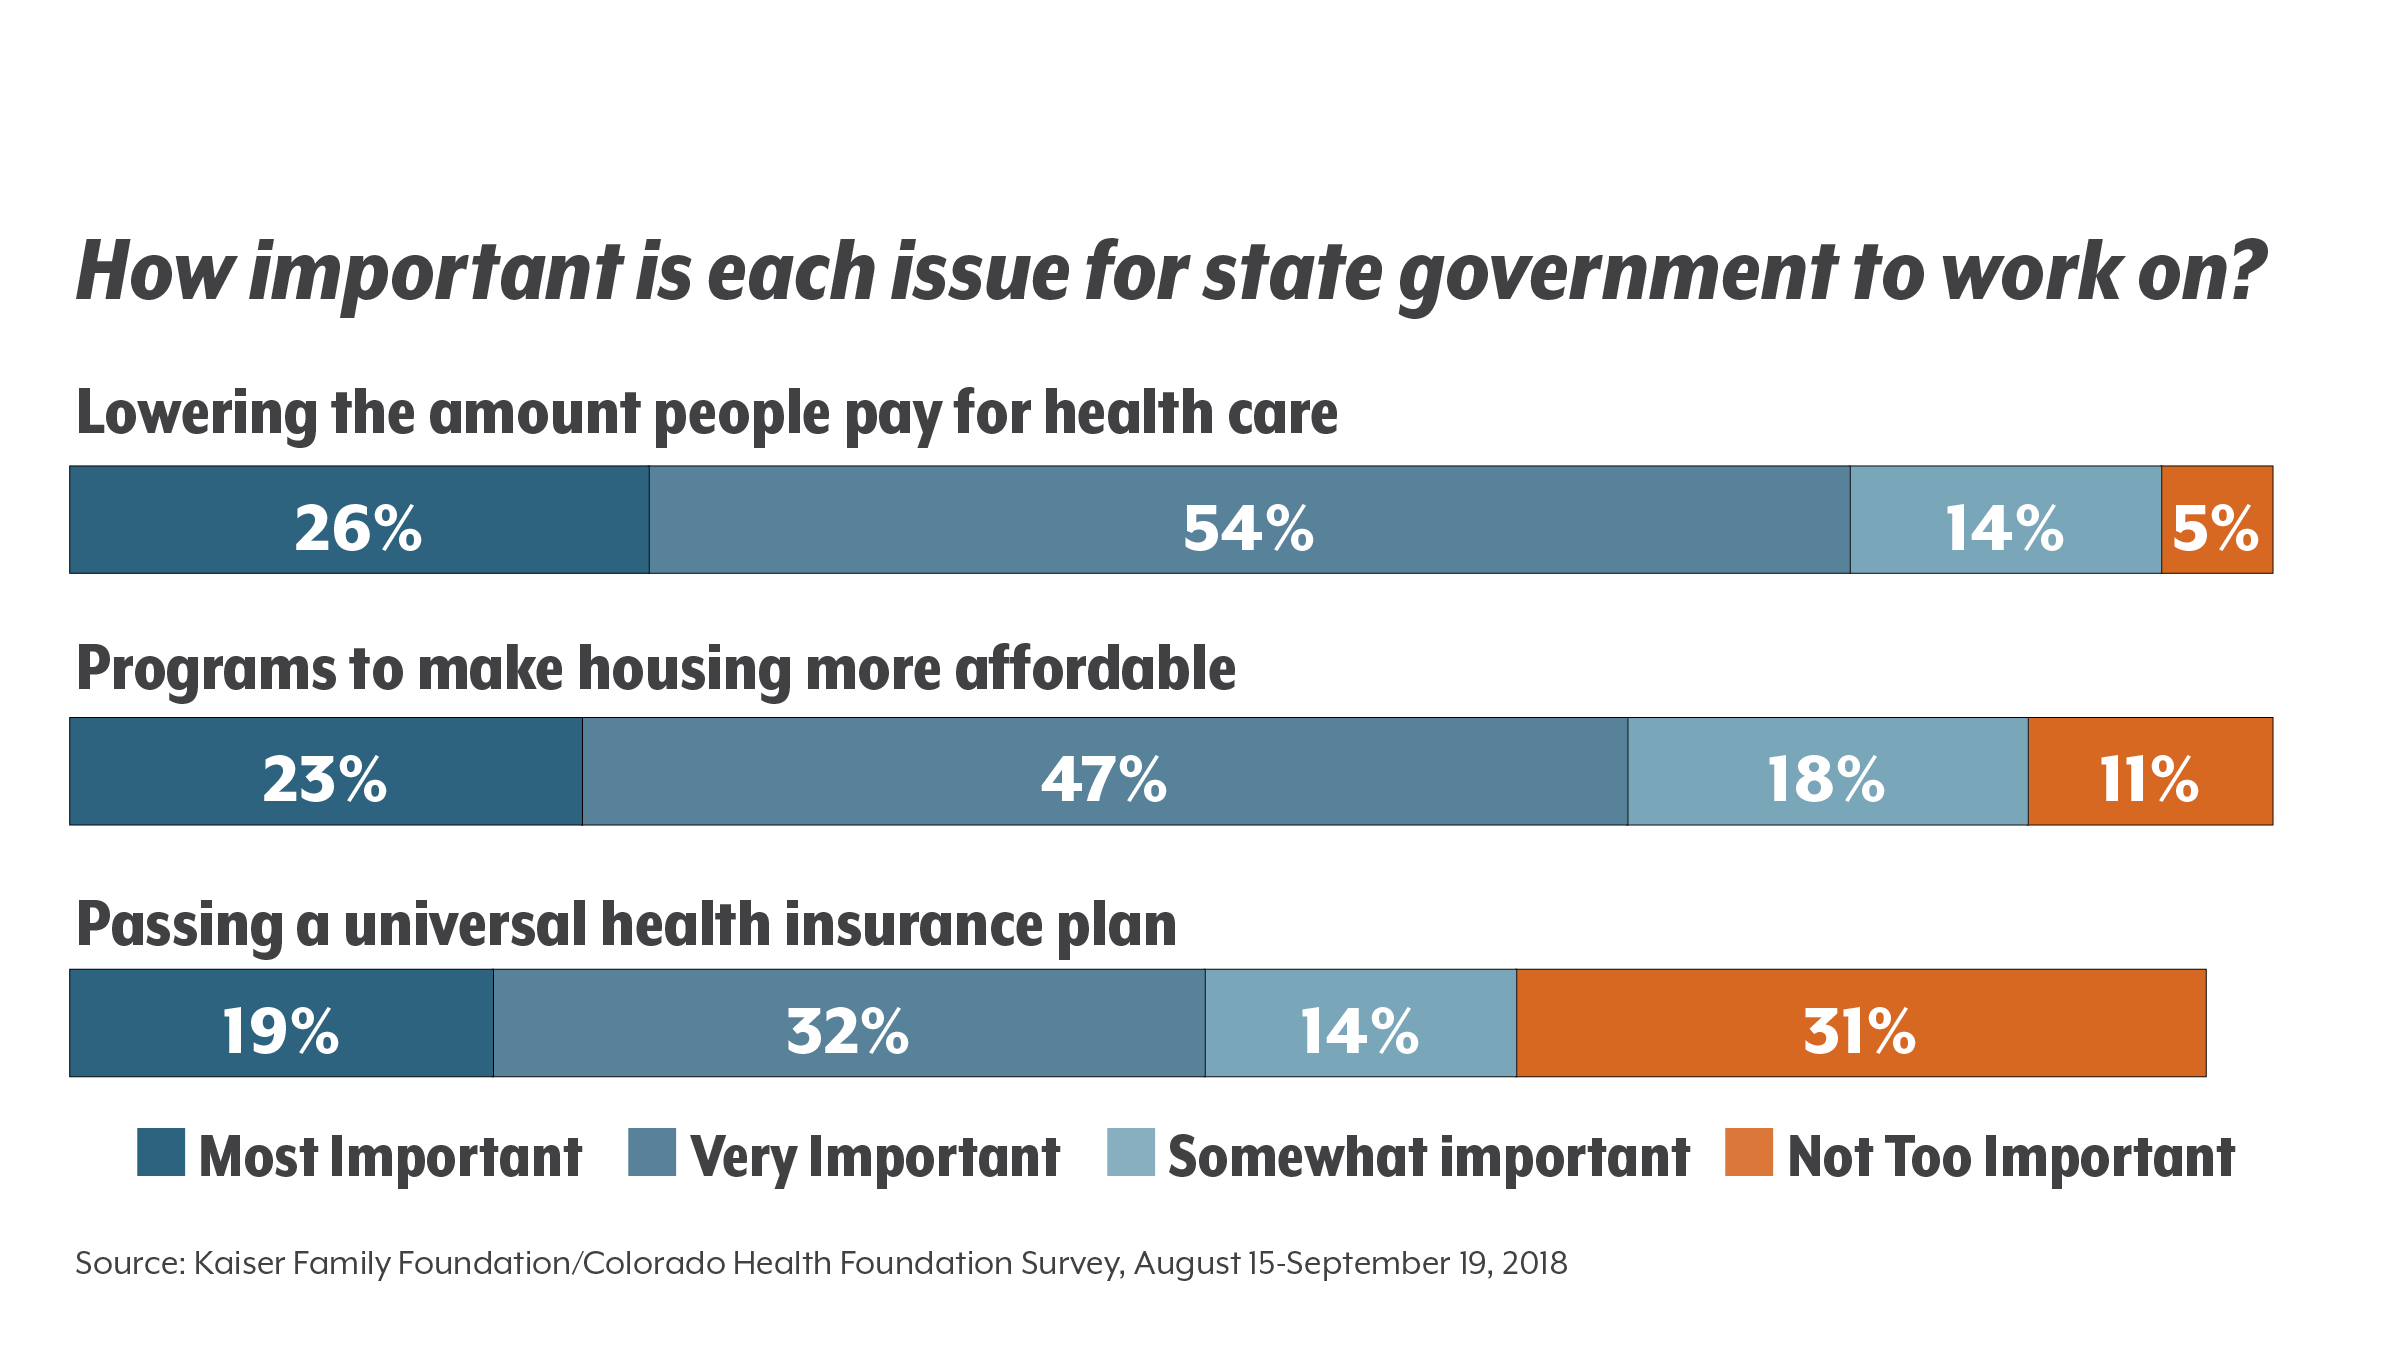 How important is each issue for state government to work on?
Lowering the amount people pay for health care
26% 54% 14% 5%
Programs to make housing more affordable
23% 47% 18% 11%
Passing a universal health insurance plan
19% 32% 14% 31%
Most Important Very Important Somewhat important Not Too Important
Source: Kaiser Family Foundation/Colorado Health Foundation Survey, August 15-September 19, 2018